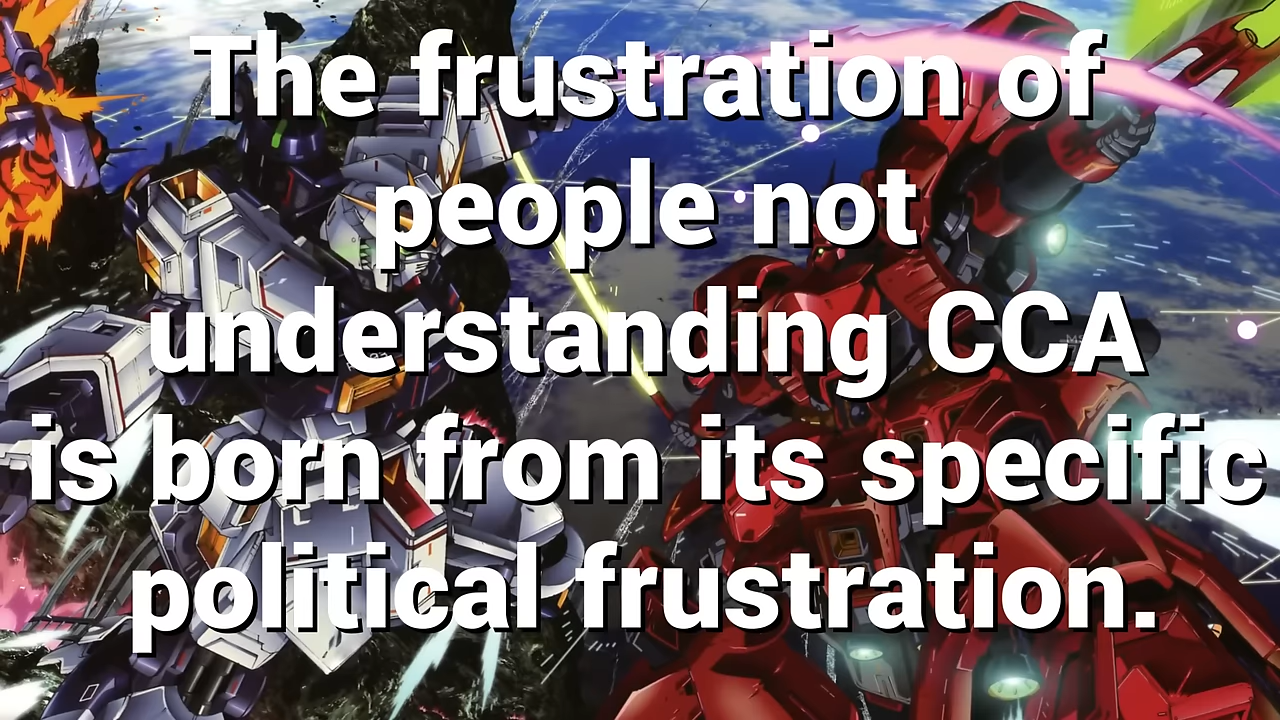 The frustration of
people not
understanding CCA
is born from its specific
political frustration.